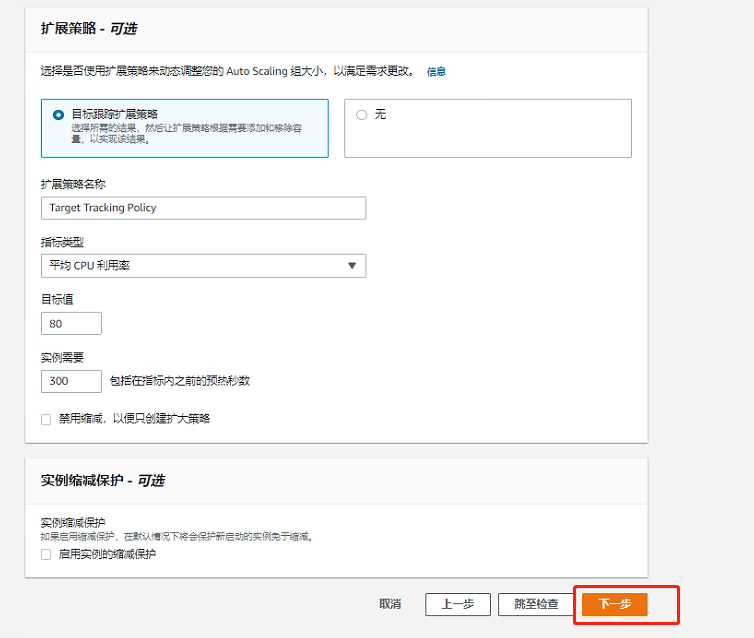 扩展策略 - 可选
选择是否使用扩展策略来动态调整您的 Auto Scaling 组大小，以满足需求更改。 信息
目标跟踪扩展策略
无
选择所需的结果，然后让扩展策略根据需要添加和移除容
量，以实现该结果。
扩展策略名称
Target Tracking Policy
指标类型
平均 CPU 利用率
目标值
80
实例需要
300 包括在指标内之前的预热秒数
禁用缩减，以便只创建扩大策略
实例缩减保护 - 可选
实例缩减保护
如果启用缩减保护，在默认情况下将会保护新启动的实例免于缩减。
启用实例的缩减保护
取消 上一步 跳至检查 下一步